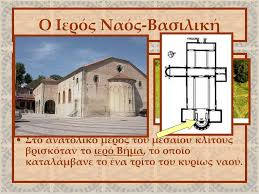 Ο Ιερός Ναός-Βασιλική
• Στο ανατολικό μέρος του μεσαίου κλίτους
βρισκόταν το ιερό Βήμα, το οποίο
καταλάμβανε το ένα τρίτο του κυρίως ναού.